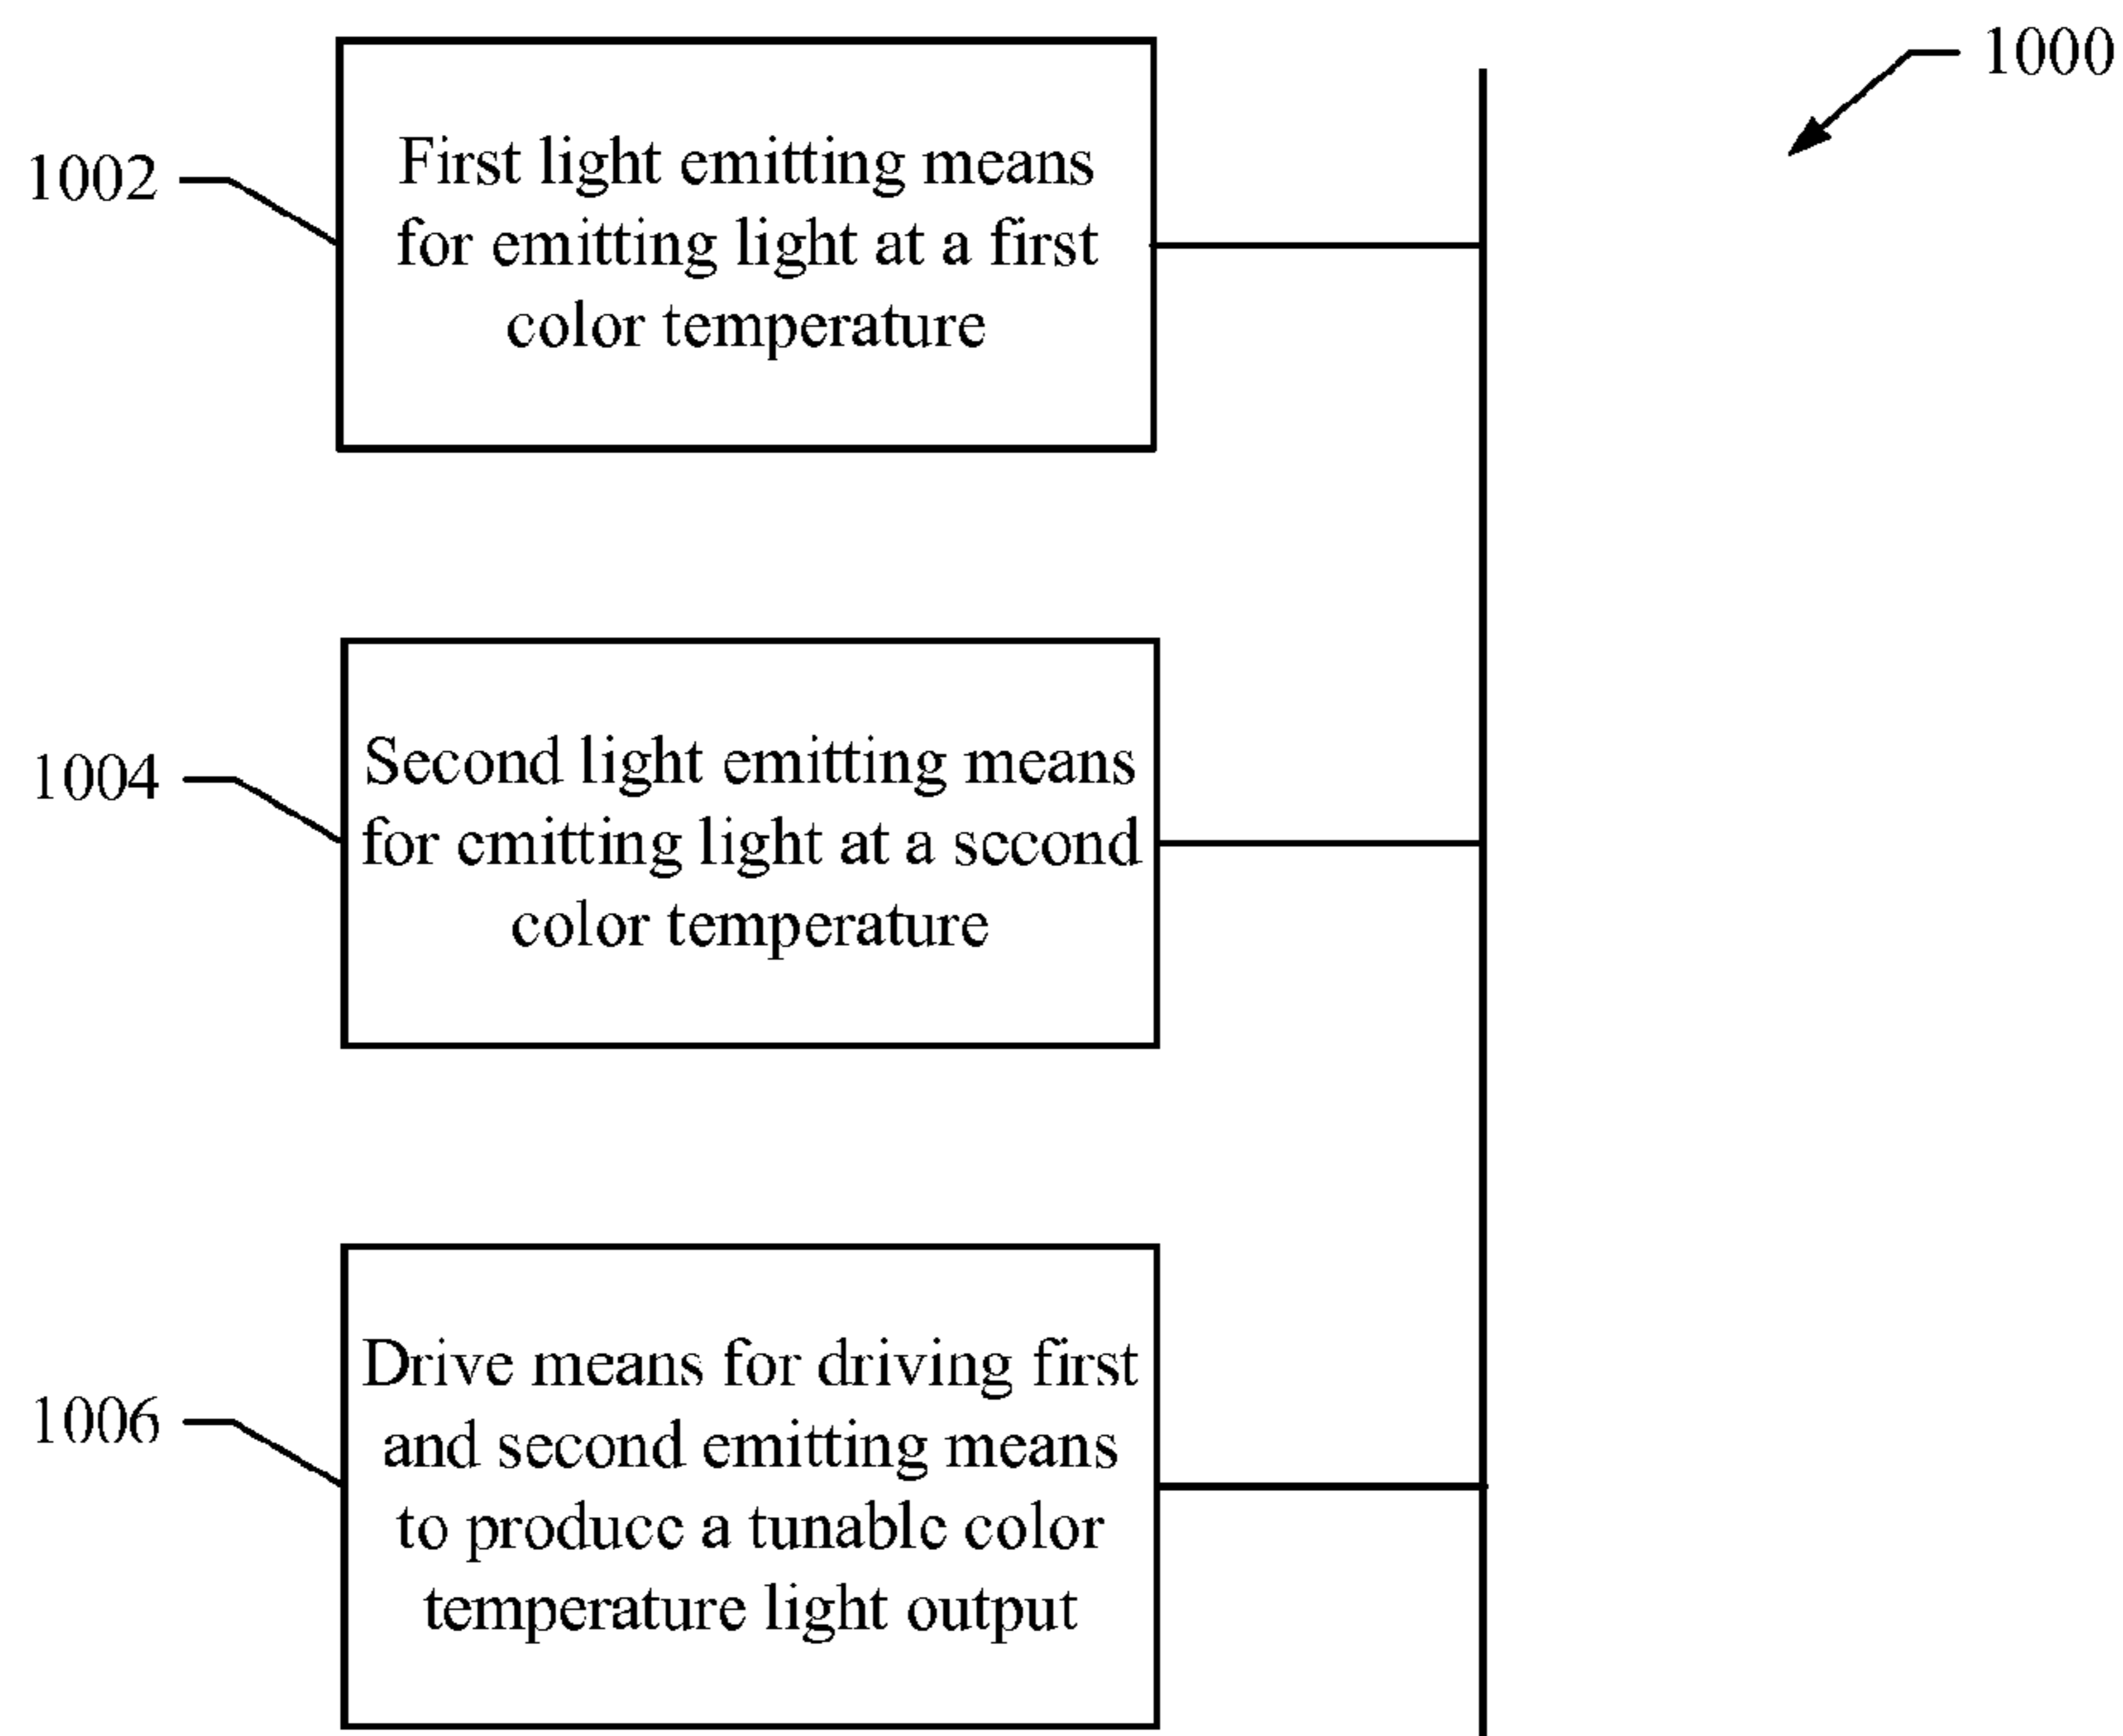 1000
1002
First light emitting means
for emitting light at a first
color temperature
1004
Second light emitting means
for emitting light at a second
color temperature
1006
Drive means for driving first
and second emitting means
to produce a tunable color
temperature light output